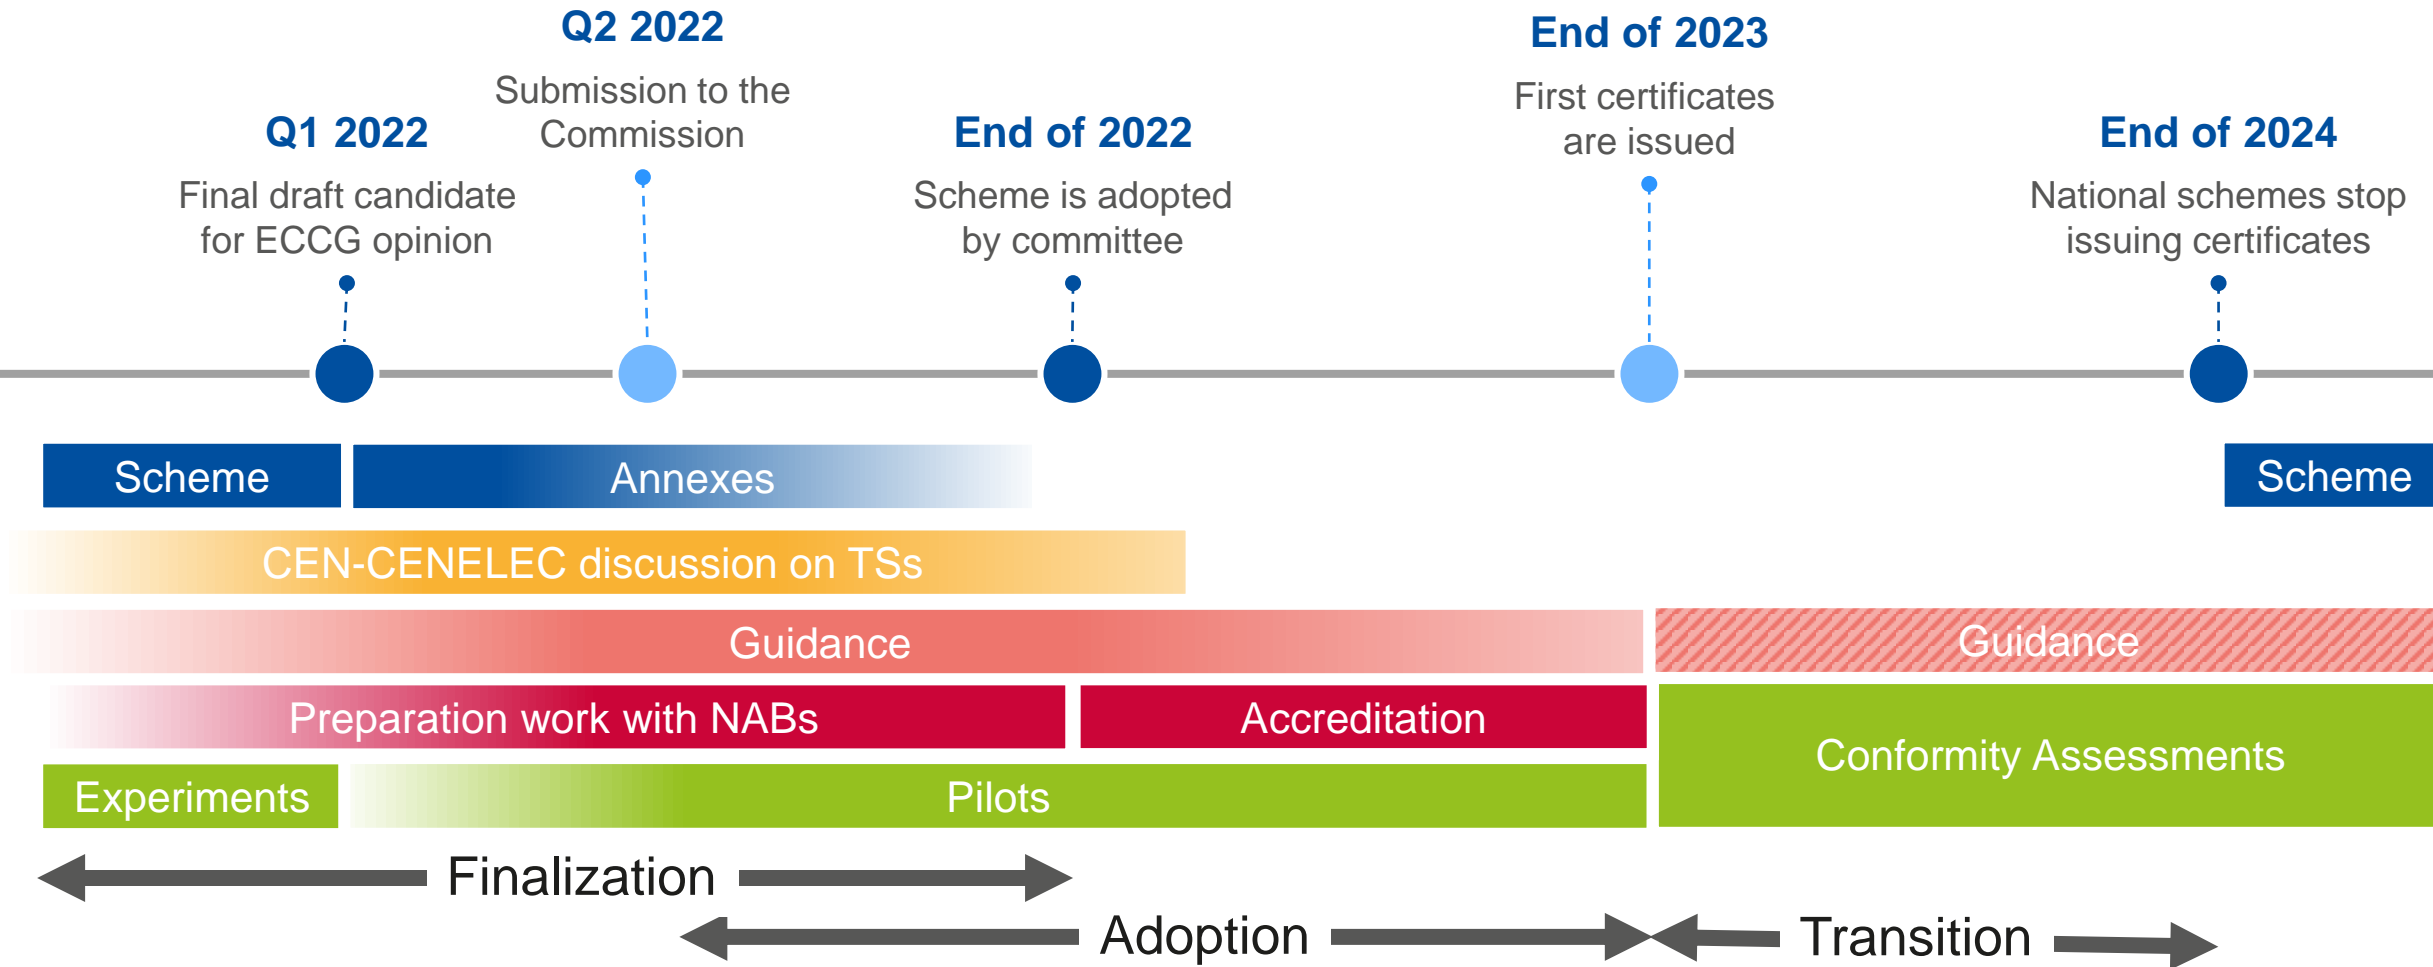 Q1 2022
Final draft candidate
for ECCG opinion
Q2 2022
Submission to the
Commission
End of 2022
Scheme is adopted
by committee
End of 2023
First certificates
are issued
End of 2024
National schemes stop
issuing certificates
Scheme
Annexes
Scheme
CEN-CENELEC discussion on TSs
Guidance
Guidance
Preparation work with NABs
Accreditation
Conformity Assessments
Experiments
Pilots
Finalization
Adoption
Transition